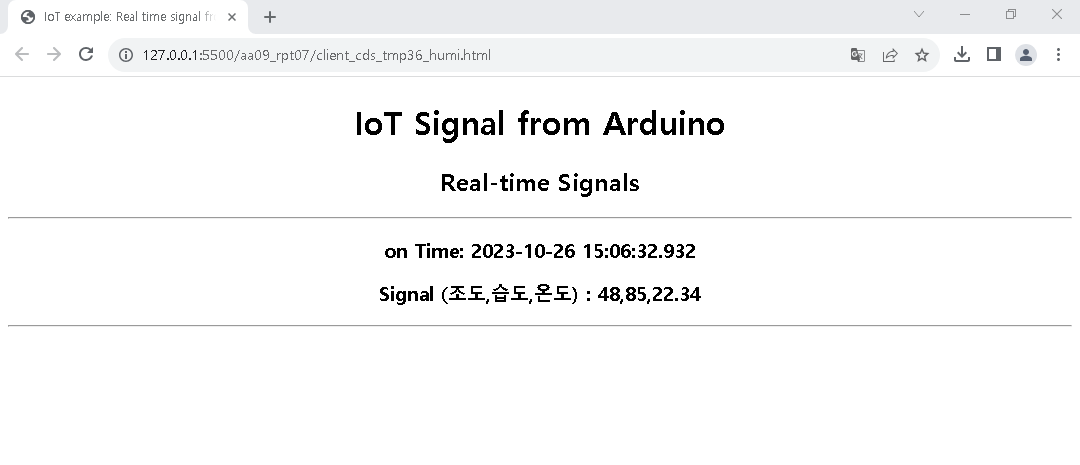 IoT example: Real time signal fr
127.0.0.1:5500/aa09_rpt07/client_cds_tmp36_humi.html
IoT Signal from Arduino
Real-time Signals
on Time: 2023-10-26 15:06:32.932
Signal (조도,습도,온도) : 48,85,22.34